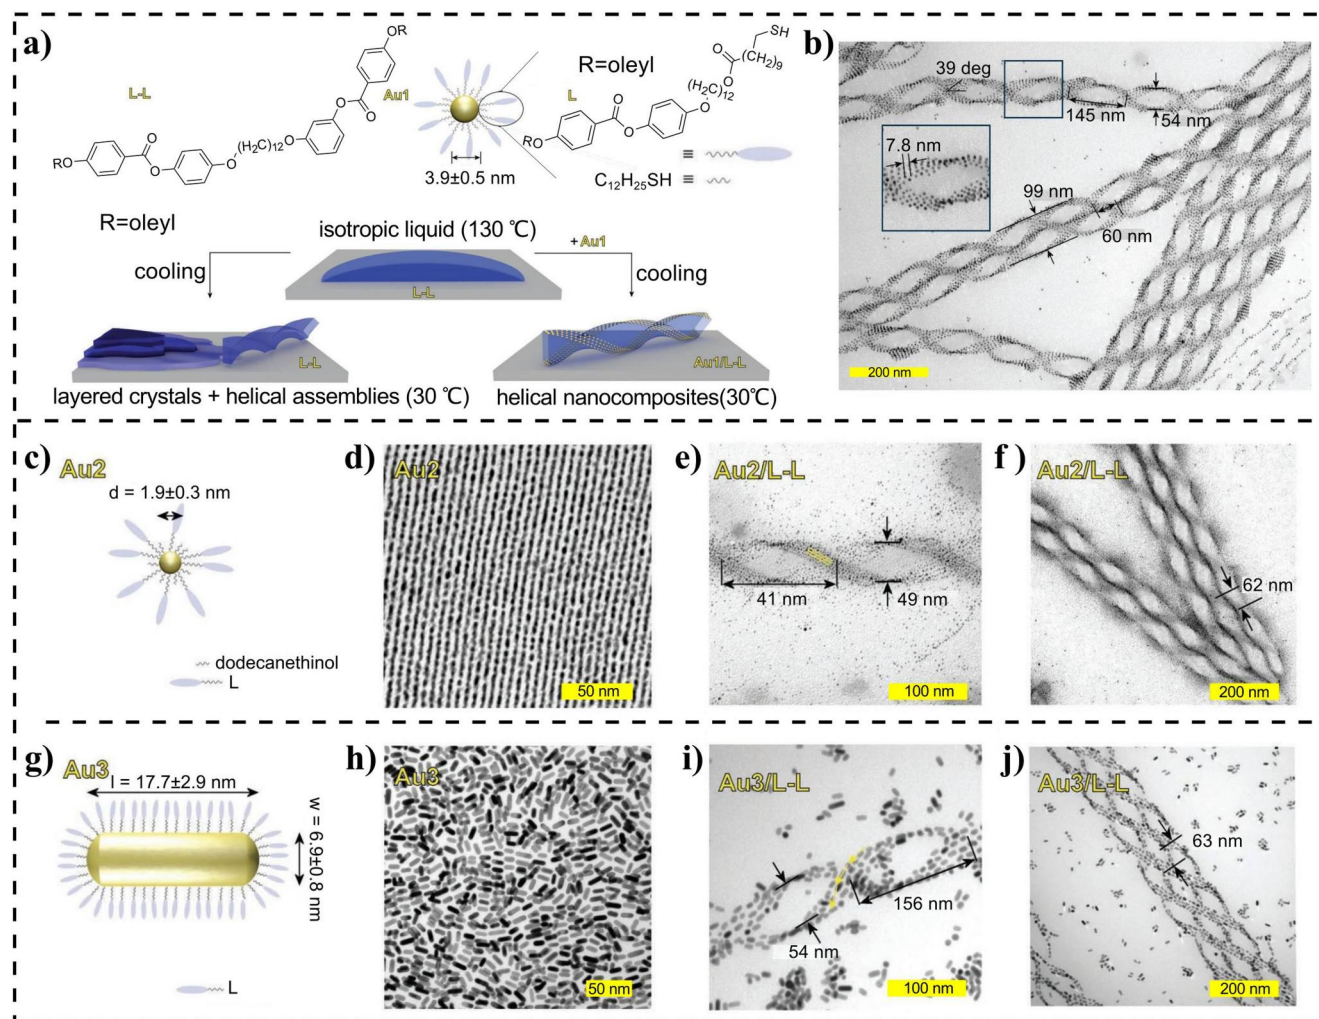 a)
L-L
RO
O
O
O
(H₂C)₁₂
O
O
O
OR
Au1
R=oleyl
SH
(CH₂)₉
O
O
(H₂C)₁₂
O
L
O
O
RO
3.9±0.5 nm
≡
C₁₂H₂₅SH ≡
R=oleyl
isotropic liquid (130 ℃)
+ Au1
cooling
cooling
L-L
L-L
Au1/L-L
layered crystals + helical assemblies (30 ℃)
helical nanocomposites(30℃)
b)
39 deg
145 nm
54 nm
7.8 nm
99 nm
60 nm
200 nm
c)
Au2
d = 1.9±0.3 nm
dodecanethinol
L
d)
Au2
50 nm
e)
Au2/L-L
41 nm
49 nm
100 nm
f )
Au2/L-L
62 nm
200 nm
g)
Au3
l = 17.7±2.9 nm
w = 6.9±0.8 nm
L
h)
Au3
50 nm
i)
Au3/L-L
156 nm
54 nm
100 nm
j)
Au3/L-L
63 nm
200 nm